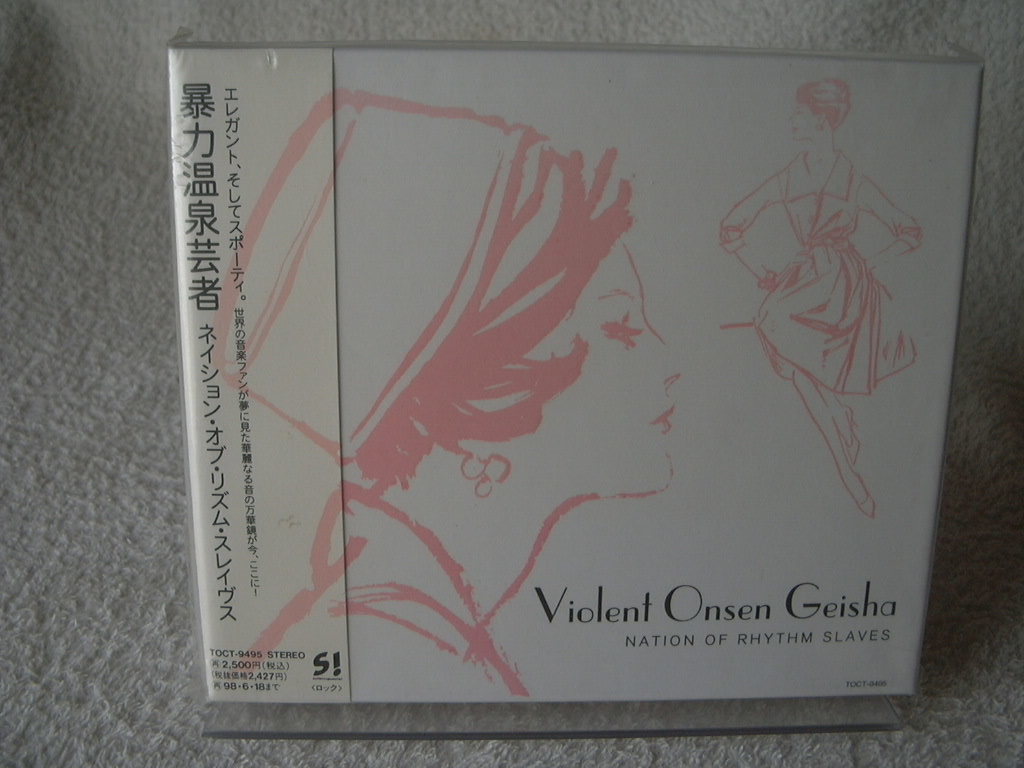 暴力温泉芸者 ネイション・オブ・リズム・スレイヴス
エレガント、そしてスポーティ。世界の音楽ファンが夢に見た華麗なる音の万華鏡が今、ここに!
TOCT-9495 STEREO
再2,500円(税込)
(税抜価格2,427円)
再98・6・18まで
S!
〈ロック〉
Violent Onsen Geisha
NATION OF RHYTHM SLAVES
TOCT-9495